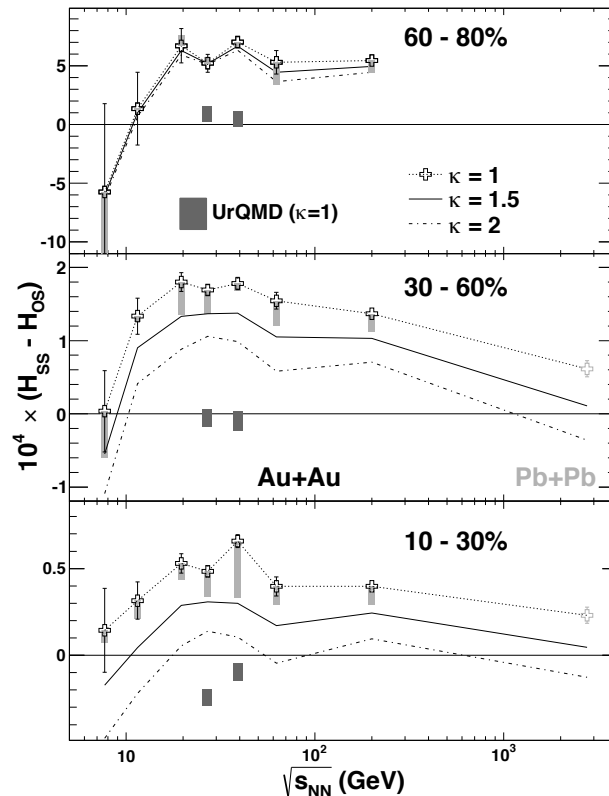 60 - 80%
5
0
-5
-10
κ = 1
κ = 1.5
κ = 2
UrQMD (κ=1)
30 - 60%
2
1
0
-1
Au+Au
Pb+Pb
10 - 30%
0.5
0
10⁴ × (H_SS - H_OS)
10 10² 10³
√s_NN (GeV)